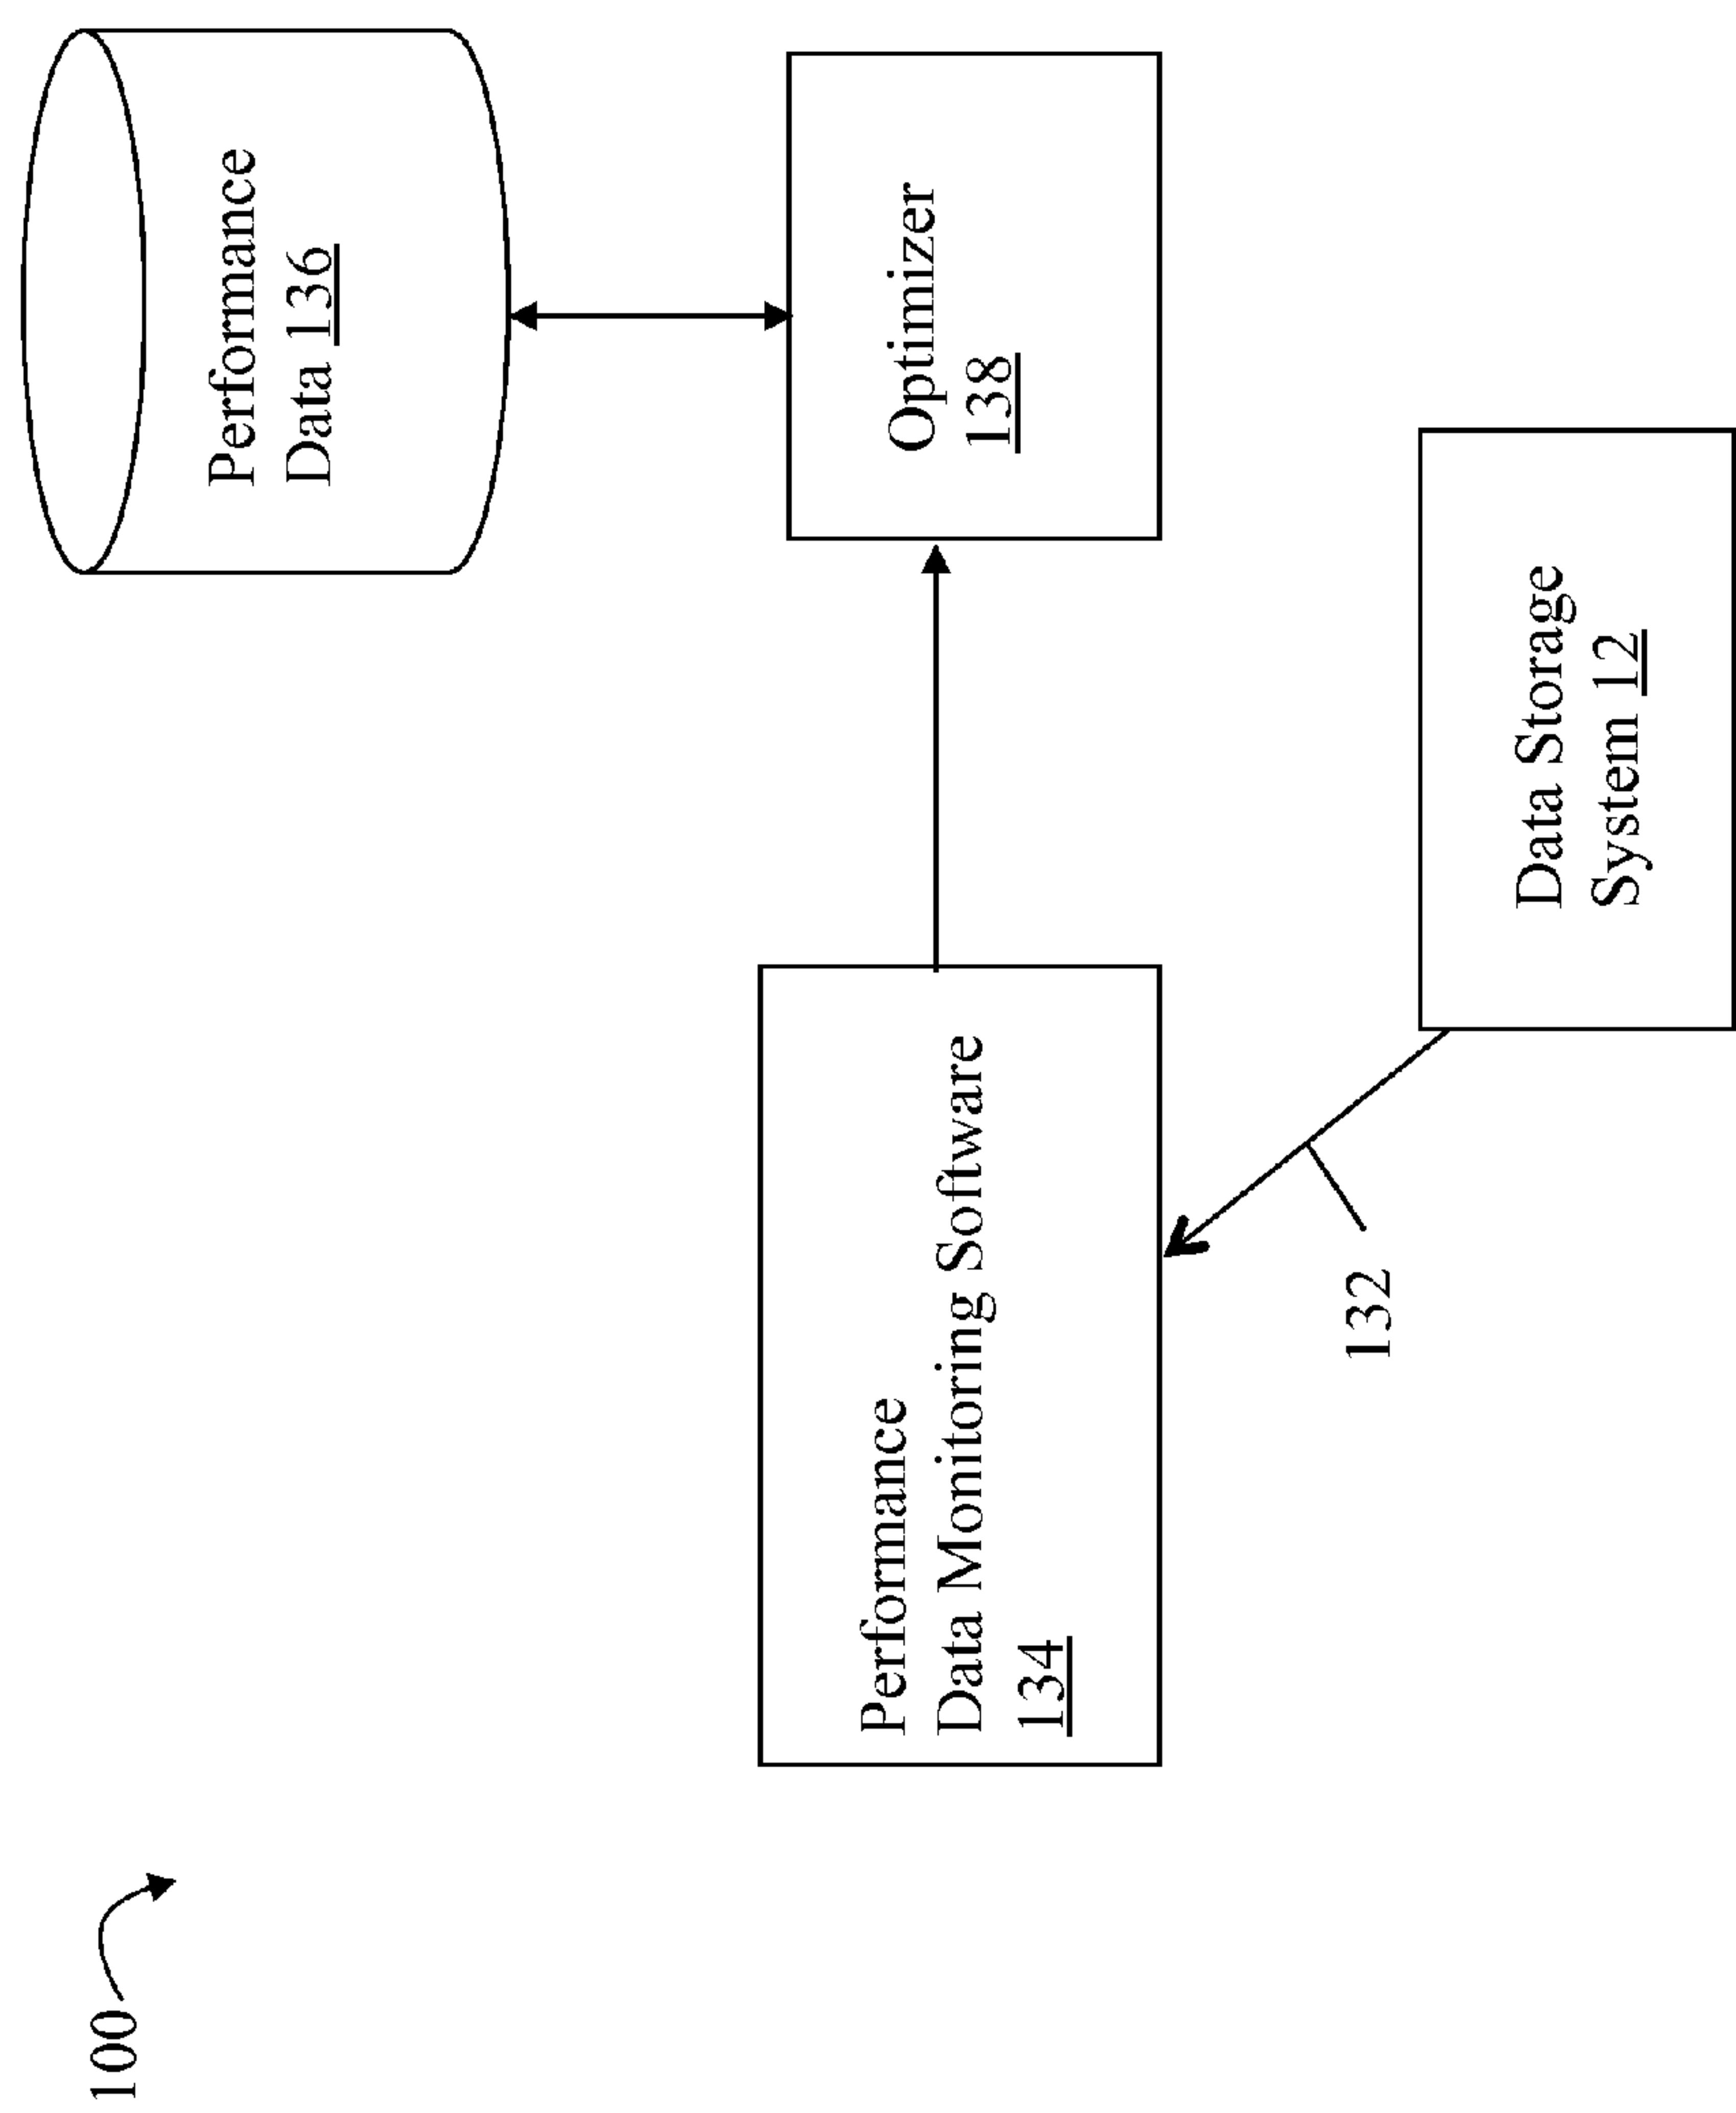 100
Performance
Data 136
Performance
Data Monitoring Software
134
Optimizer
138
132
Data Storage
System 12